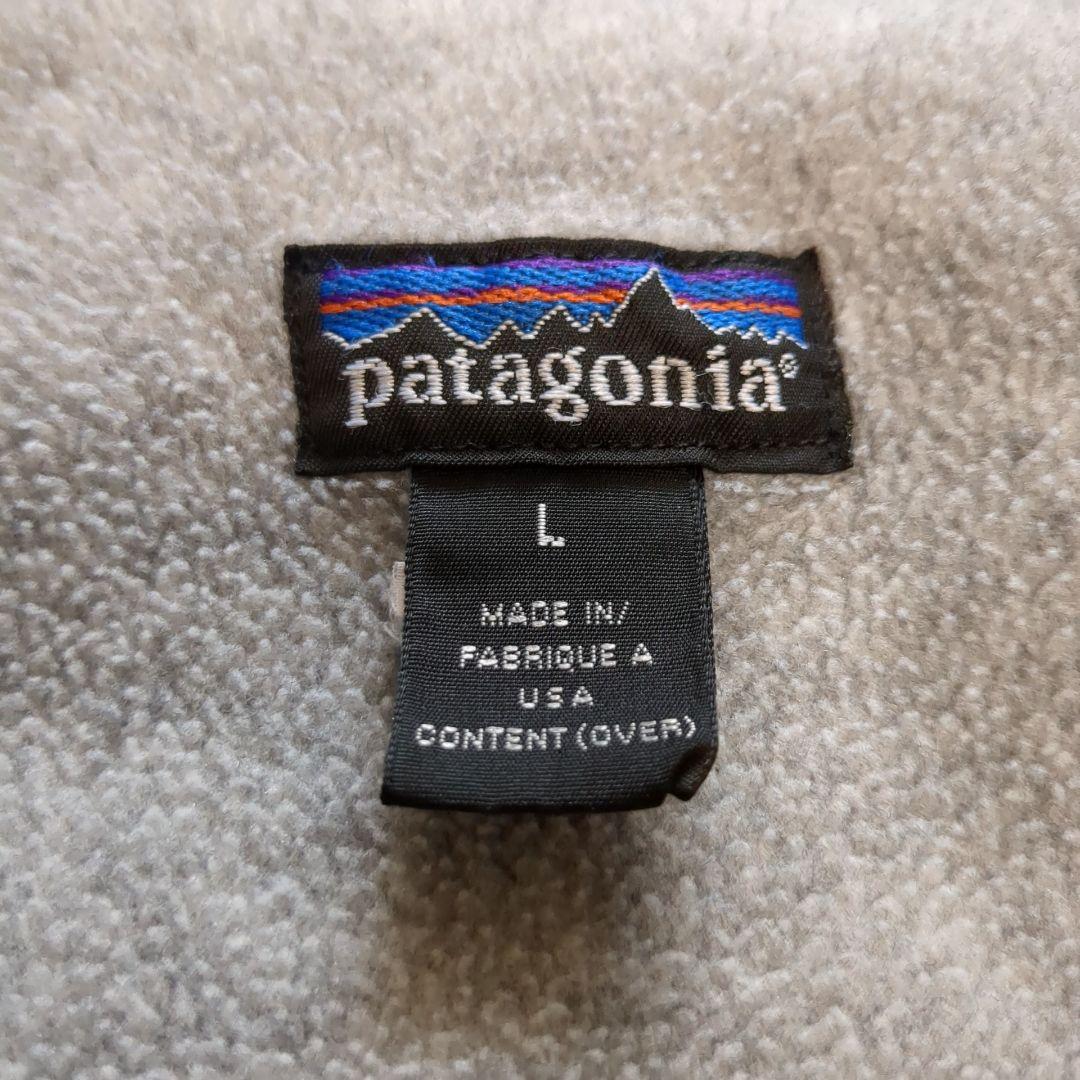 patagonia®
L
MADE IN/
FABRIQUE A
USA
CONTENT (OVER)